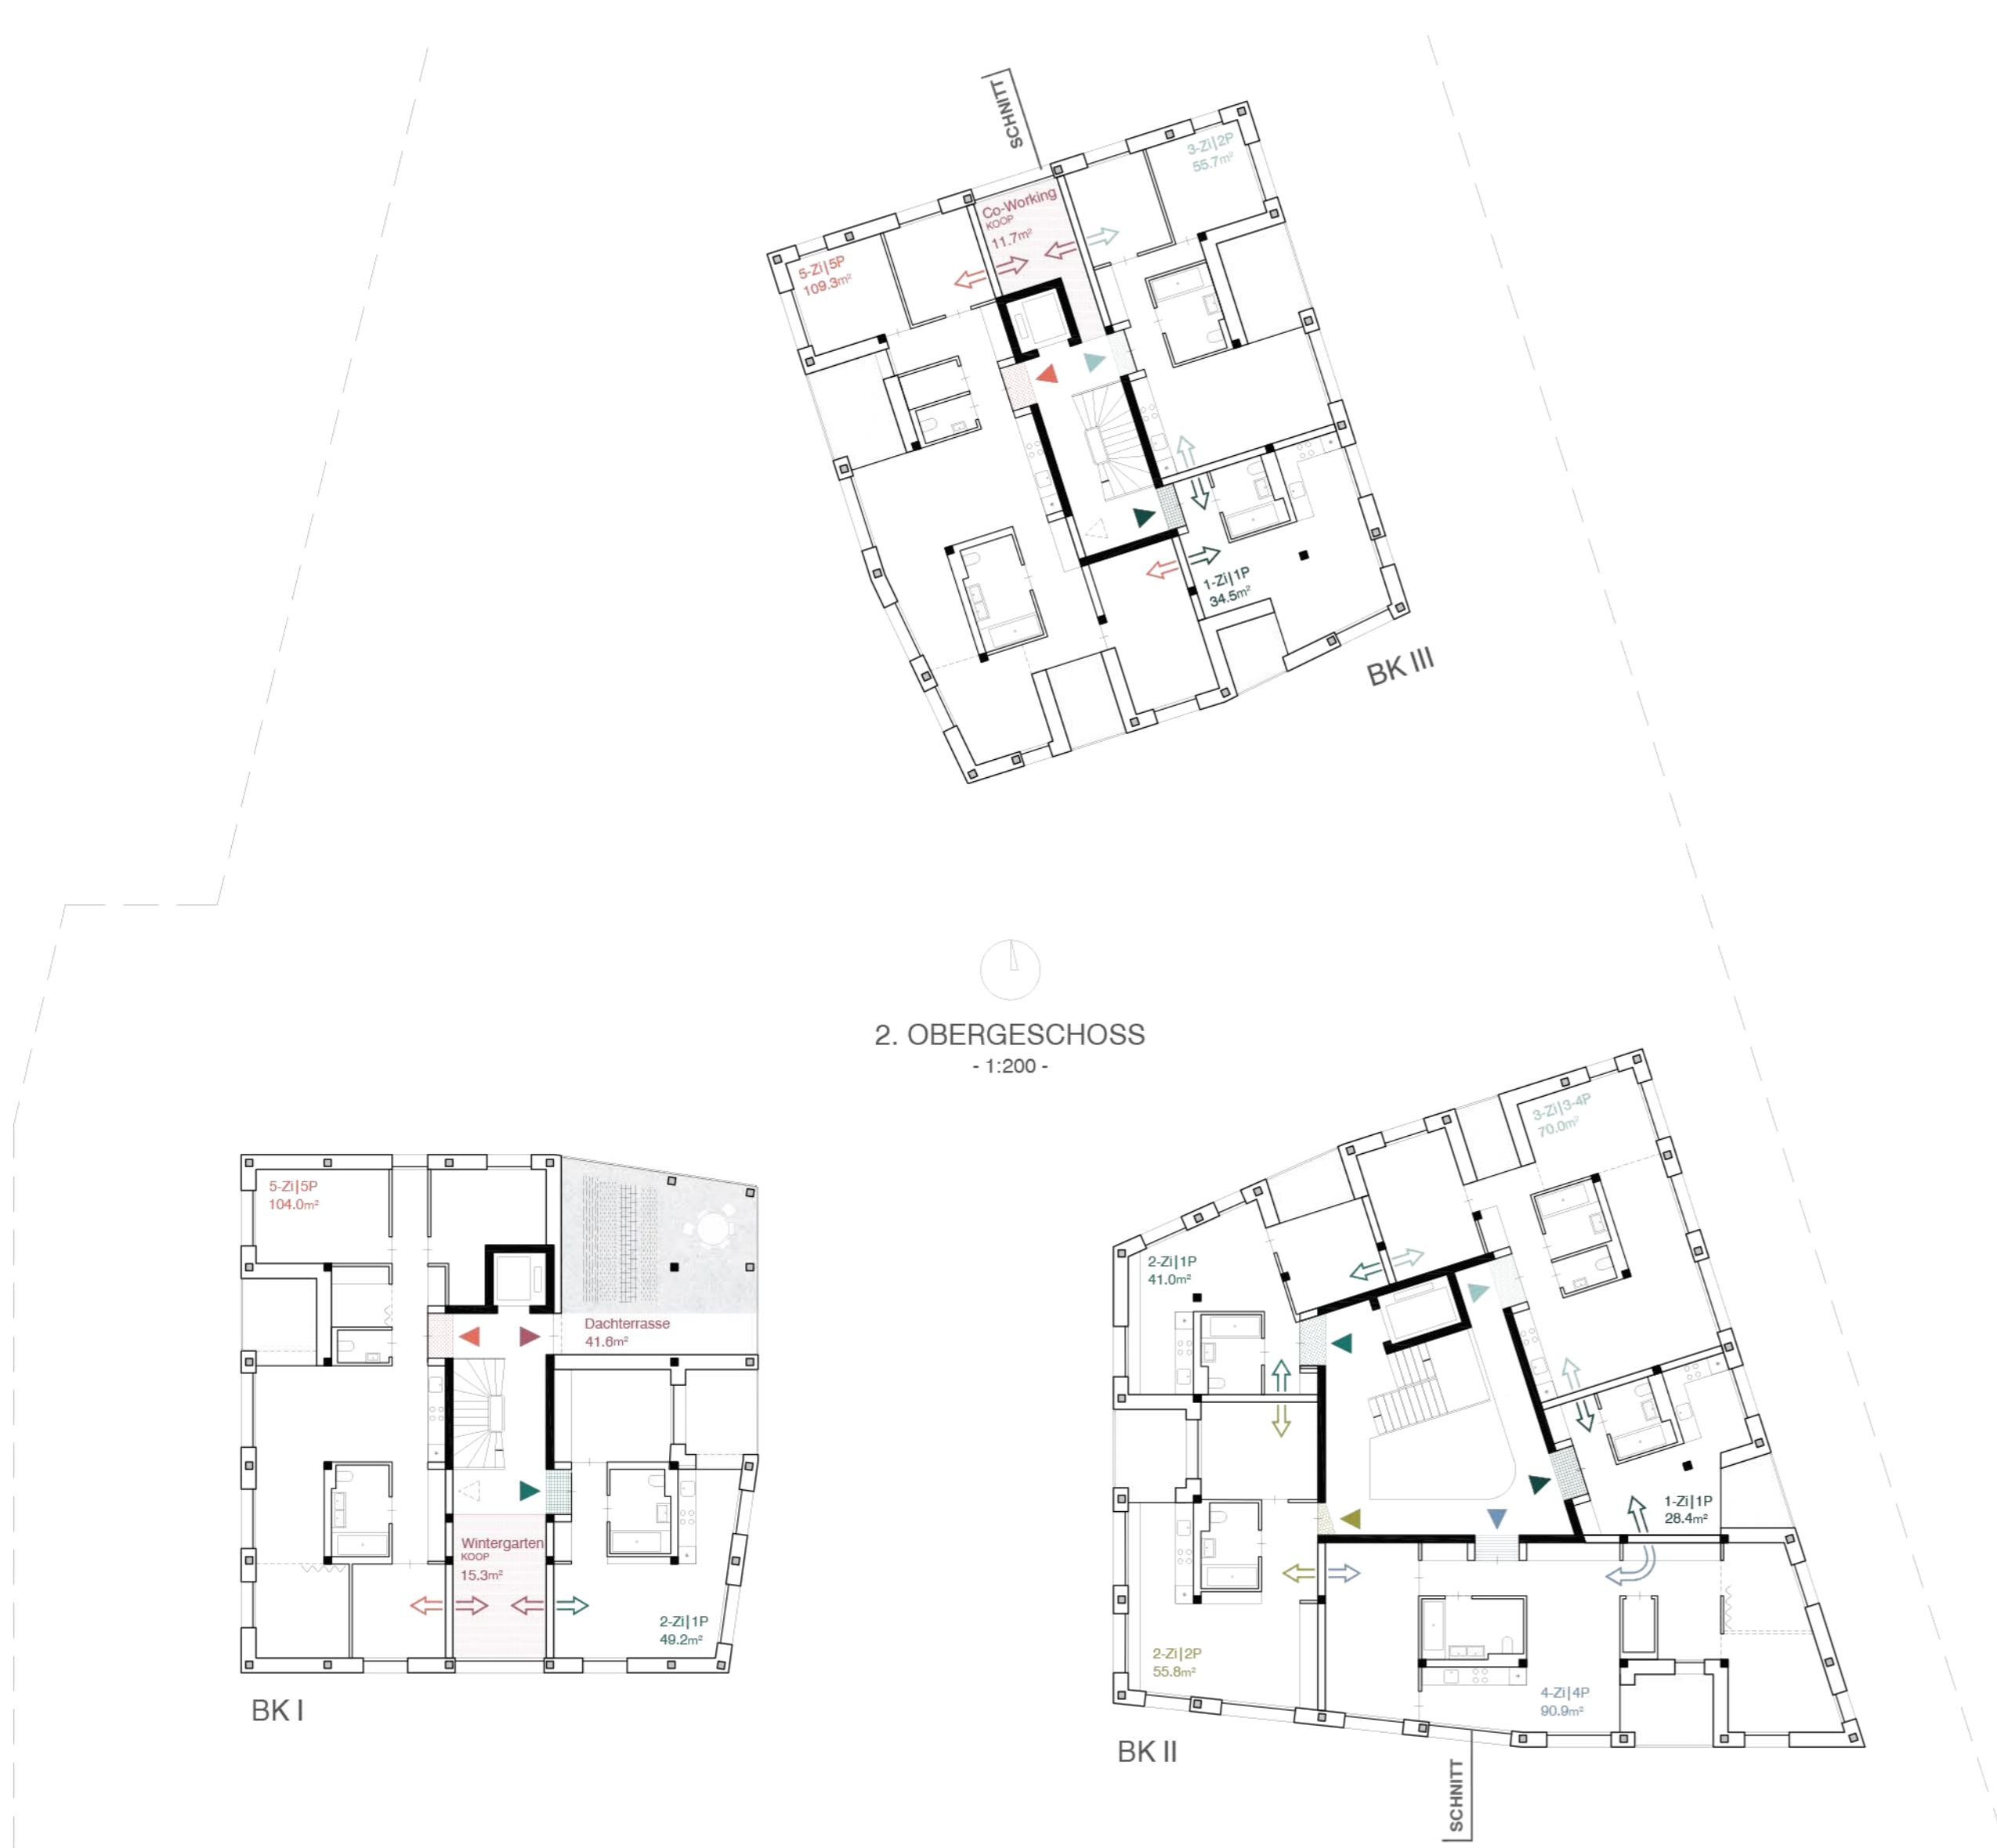 SCHNITT
3-Zi|2P
55.7m²
Co-Working
KOOP
11.7m²
5-Zi|5P
109.3m²
1-Zi|1P
34.5m²
BK III
2. OBERGESCHOSS
- 1:200 -
5-Zi|5P
104.0m²
Dachterrasse
41.6m²
Wintergarten
KOOP
15.3m²
2-Zi|1P
49.2m²
BK I
3-Zi|3-4P
70.0m²
2-Zi|1P
41.0m²
1-Zi|1P
28.4m²
2-Zi|2P
55.8m²
4-Zi|4P
90.9m²
BK II
SCHNITT